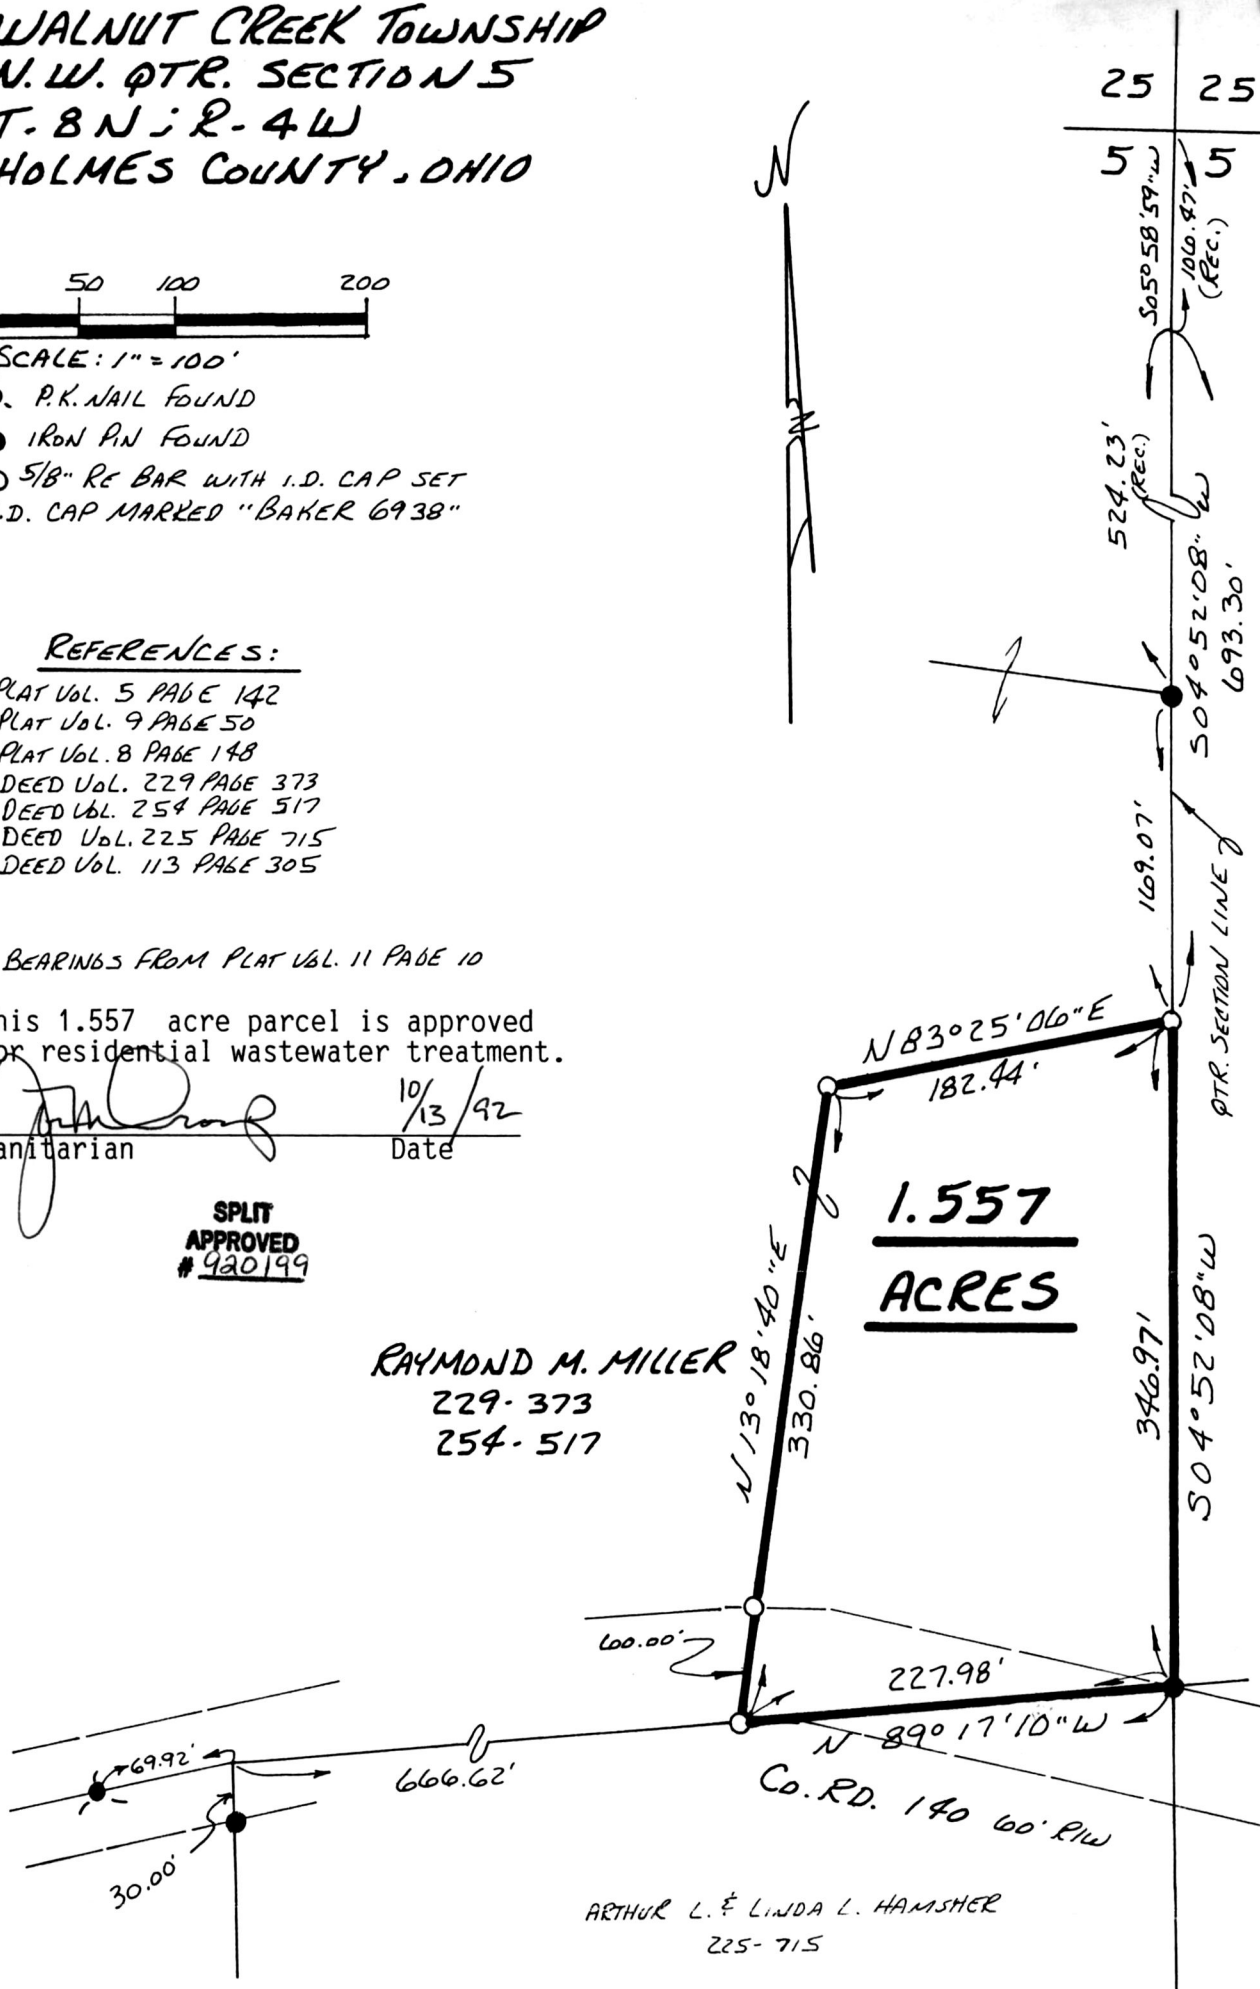 WALNUT CREEK TOWNSHIP
N.W. QTR. SECTION 5
T-8N; R-4W
HOLMES COUNTY, OHIO
50 100 200
SCALE: 1"=100'
P.K. NAIL FOUND
IRON PIN FOUND
5/8" RE BAR WITH I.D. CAP SET
.D. CAP MARKED "BAKER 6938"
REFERENCES:
PLAT VOL. 5 PAGE 142
PLAT VOL. 9 PAGE 50
PLAT VOL. 8 PAGE 148
DEED VOL. 229 PAGE 373
DEED VOL. 254 PAGE 517
DEED VOL. 225 PAGE 715
DEED VOL. 113 PAGE 305
BEARINGS FROM PLAT VOL. 11 PAGE 10
his 1.557 acre parcel is approved
or residential wastewater treatment.
10/13/92
anitarian Date
SPLIT
APPROVED
# 920199
N
25 25
5 5
S05°58'59"W
106.47'
(REC.)
524.23'
(REC.)
S04°52'08"W
693.30'
169.07'
QTR. SECTION LINE
N83°25'06"E
182.44'
1.557
ACRES
N13°18'40"E
330.86'
346.97'
S04°52'08"W
RAYMOND M. MILLER
229-373
254-517
60.00'
227.98'
N 89°17'10"W
69.92'
666.62'
30.00'
CO. RD. 140 60' R/W
ARTHUR L. & LINDA L. HAMSHER
225-715